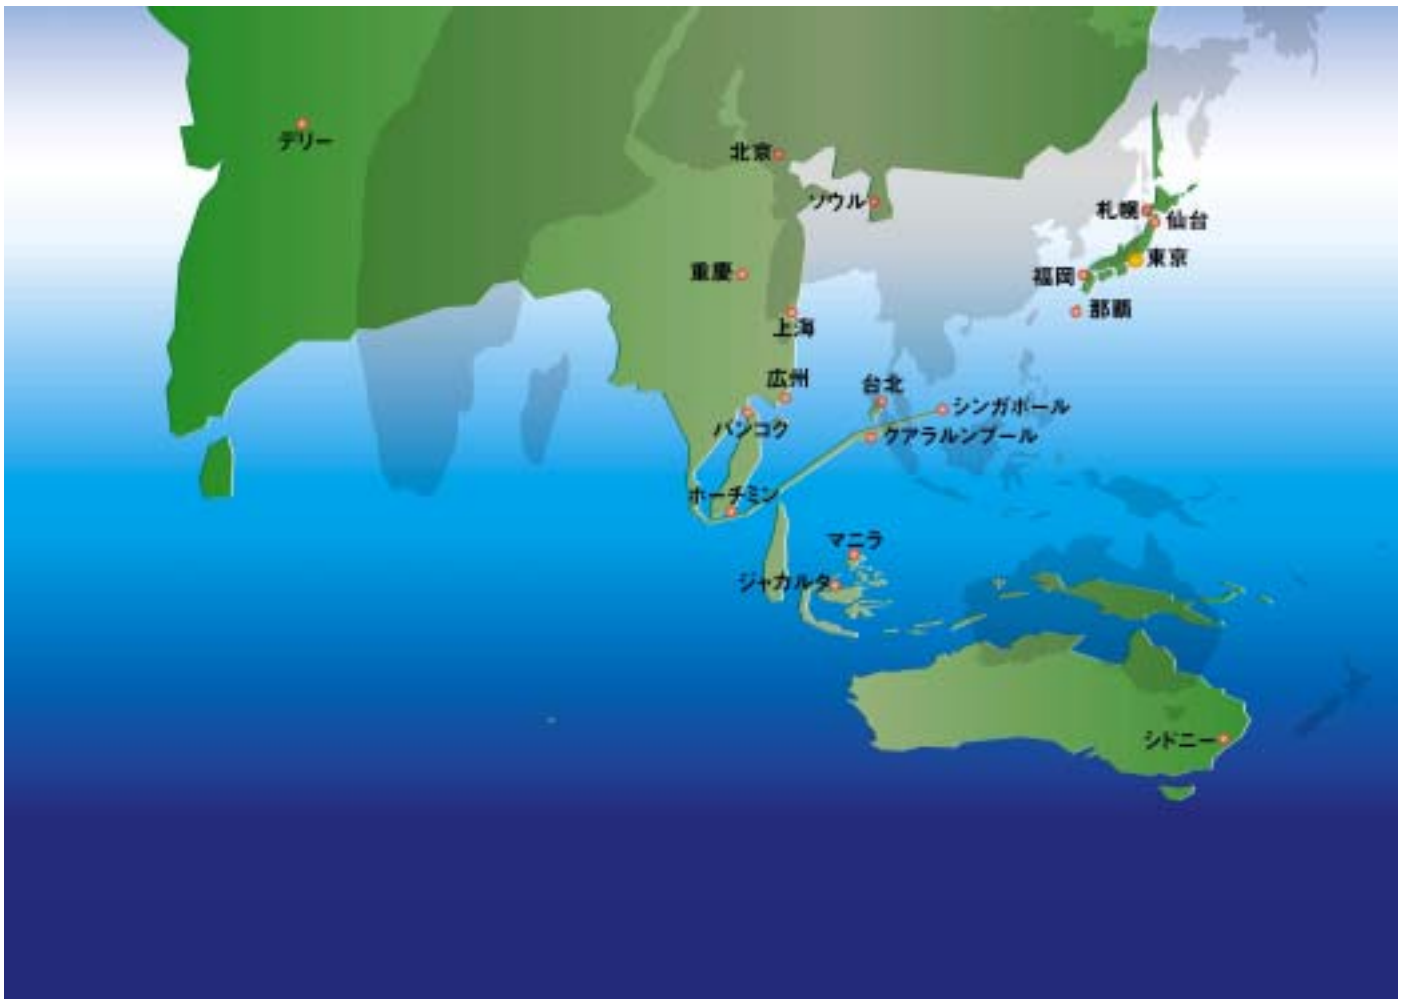 デリー
北京
ソウル
札幌
仙台
東京
重慶
福岡
那覇
上海
広州
台北
シンガポール
バンコク
クアラルンプール
ホーチミン
マニラ
ジャカルタ
シドニー